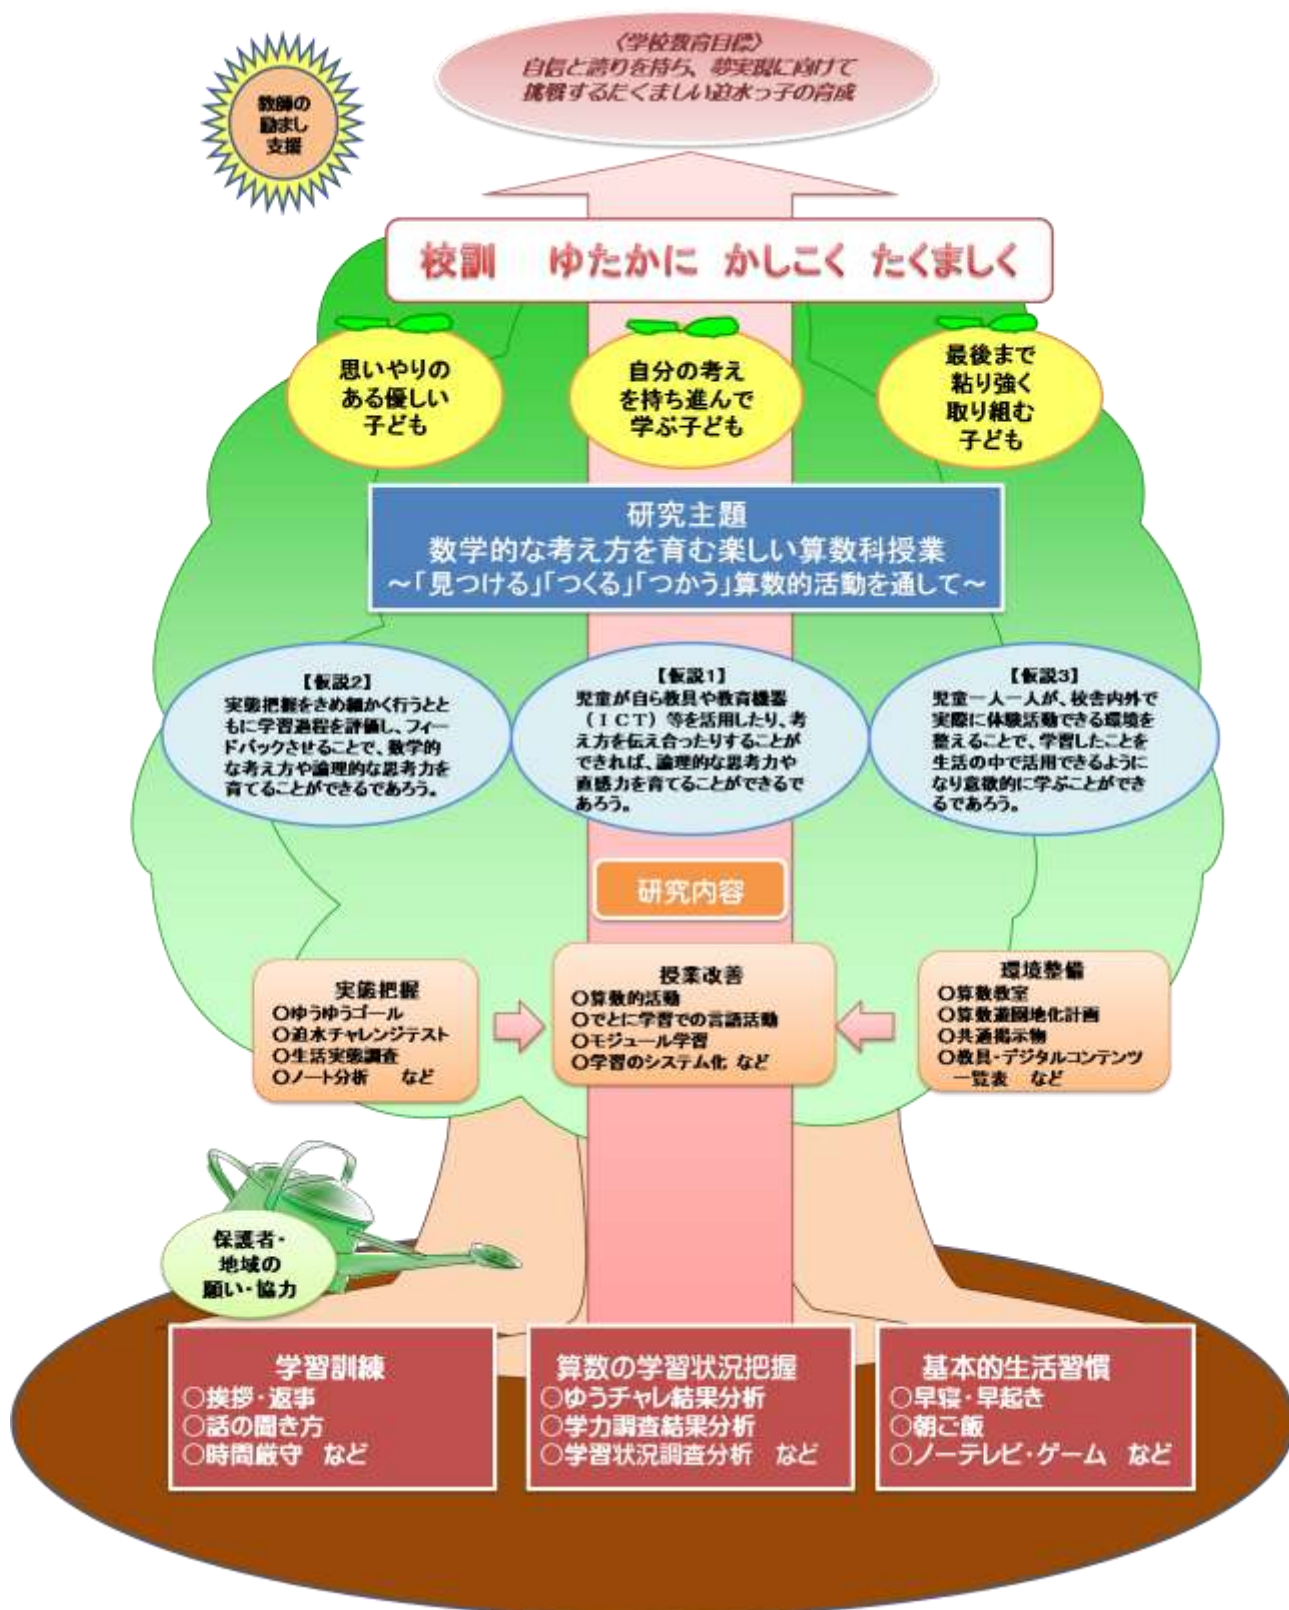 〈学校教育目標〉
自信と誇りを持ち、夢実現に向けて
挑戦するたくましい迫水っ子の育成
教師の
励まし
支援
校訓　ゆたかに　かしこく　たくましく
思いやりの
ある優しい
子ども
自分の考え
を持ち進んで
学ぶ子ども
最後まで
粘り強く
取り組む
子ども
研究主題
数学的な考え方を育む楽しい算数科授業
～「見つける」「つくる」「つかう」算数的活動を通して～
【仮説2】
実態把握をきめ細かく行うとと
もに学習過程を評価し、フィー
ドバックさせることで、数学的
な考え方や論理的な思考力を
育てることができるであろう。
【仮説1】
児童が自ら教具や教育機器
（ＩＣＴ）等を活用したり、考
え方を伝え合ったりすることが
できれば、論理的な思考力や
直感力を育てることができるで
あろう。
【仮説3】
児童一人一人が、校舎内外で
実際に体験活動できる環境を
整えることで、学習したことを
生活の中で活用できるように
なり意欲的に学ぶことができ
るであろう。
研究内容
実態把握
○ゆうゆうゴール
○迫水チャレンジテスト
○生活実態調査
○ノート分析　など
授業改善
○算数的活動
○でとに学習での言語活動
○モジュール学習
○学習のシステム化 など
環境整備
○算数教室
○算数遊園地化計画
○共通掲示物
○教具・デジタルコンテンツ
一覧表　など
保護者・
地域の
願い・協力
学習訓練
○挨拶・返事
○話の聞き方
○時間厳守　など
算数の学習状況把握
○ゆうチャレ結果分析
○学力調査結果分析
○学習状況調査分析　など
基本的生活習慣
○早寝・早起き
○朝ご飯
○ノーテレビ・ゲーム　など